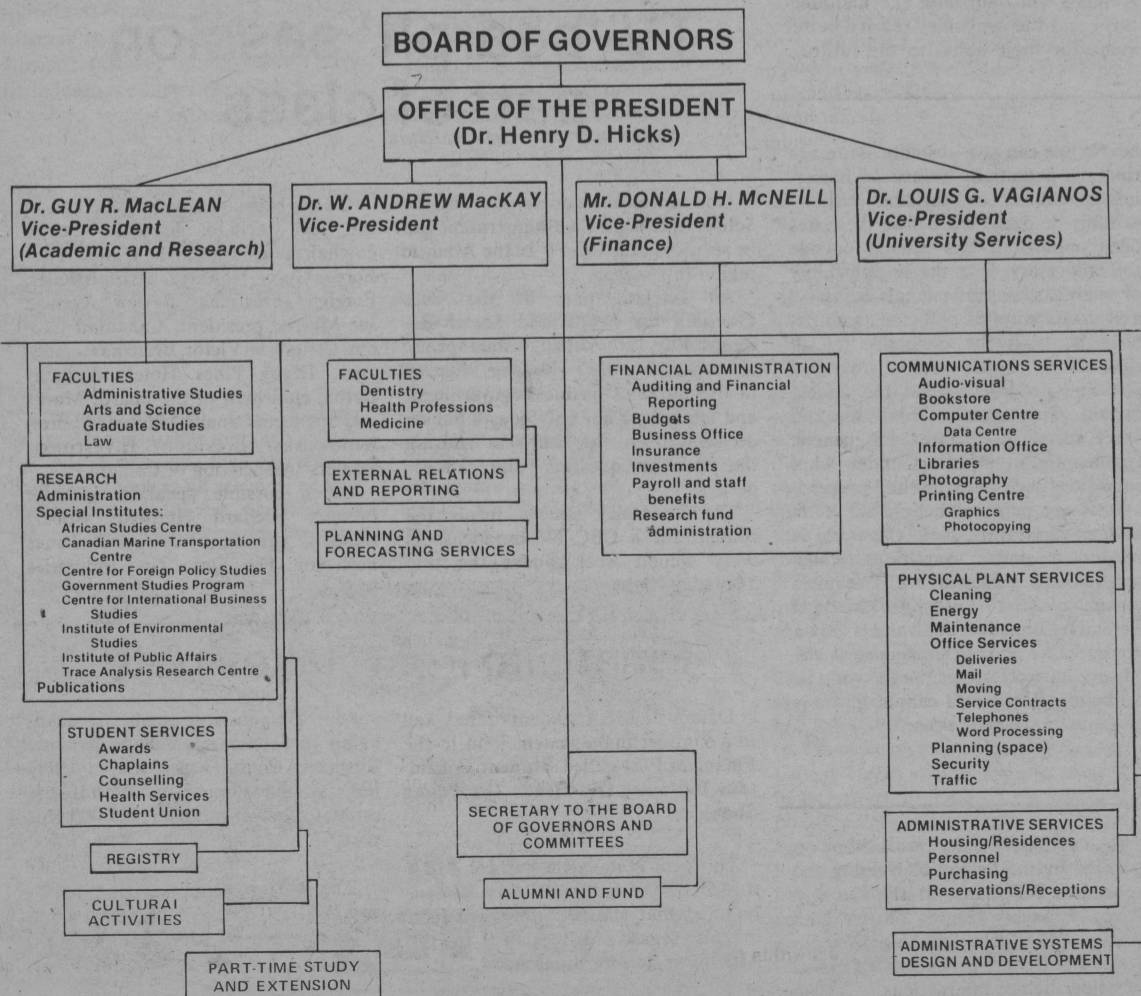 BOARD OF GOVERNORS
OFFICE OF THE PRESIDENT
(Dr. Henry D. Hicks)
Dr. GUY R. MacLEAN
Vice-President
(Academic and Research)
Dr. W. ANDREW MacKAY
Vice-President
Mr. DONALD H. McNEILL
Vice-President
(Finance)
Dr. LOUIS G. VAGIANOS
Vice-President
(University Services)
FACULTIES
Administrative Studies
Arts and Science
Graduate Studies
Law
RESEARCH
Administration
Special Institutes:
African Studies Centre
Canadian Marine Transportation
Centre
Centre for Foreign Policy Studies
Government Studies Program
Centre for International Business
Studies
Institute of Environmental
Studies
Institute of Public Affairs
Trace Analysis Research Centre
Publications
STUDENT SERVICES
Awards
Chaplains
Counselling
Health Services
Student Union
REGISTRY
CULTURAL
ACTIVITIES
PART-TIME STUDY
AND EXTENSION
FACULTIES
Dentistry
Health Professions
Medicine
EXTERNAL RELATIONS
AND REPORTING
PLANNING AND
FORECASTING SERVICES
SECRETARY TO THE BOARD
OF GOVERNORS AND
COMMITTEES
ALUMNI AND FUND
FINANCIAL ADMINISTRATION
Auditing and Financial
Reporting
Budgets
Business Office
Insurance
Investments
Payroll and staff
benefits
Research fund
administration
COMMUNICATIONS SERVICES
Audio-visual
Bookstore
Computer Centre
Data Centre
Information Office
Libraries
Photography
Printing Centre
Graphics
Photocopying
PHYSICAL PLANT SERVICES
Cleaning
Energy
Maintenance
Office Services
Deliveries
Mail
Moving
Service Contracts
Telephones
Word Processing
Planning (space)
Security
Traffic
ADMINISTRATIVE SERVICES
Housing/Residences
Personnel
Purchasing
Reservations/Receptions
ADMINISTRATIVE SYSTEMS
DESIGN AND DEVELOPMENT